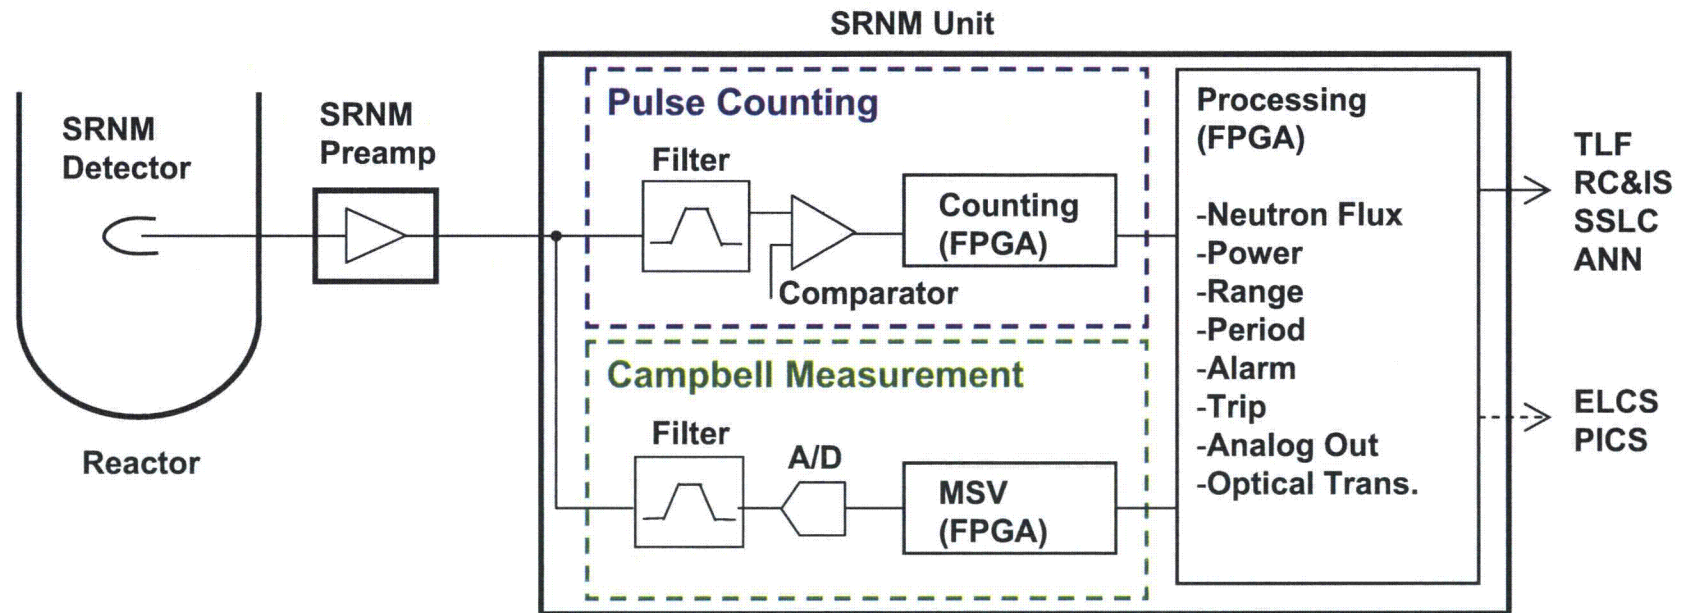 SRNM Unit
SRNM
Detector
Reactor
SRNM
Preamp
Pulse Counting
Filter
Comparator
Counting
(FPGA)
Campbell Measurement
Filter
A/D
MSV
(FPGA)
Processing
(FPGA)
-Neutron Flux
-Power
-Range
-Period
-Alarm
-Trip
-Analog Out
-Optical Trans.
TLF
RC&IS
SSLC
ANN
ELCS
PICS